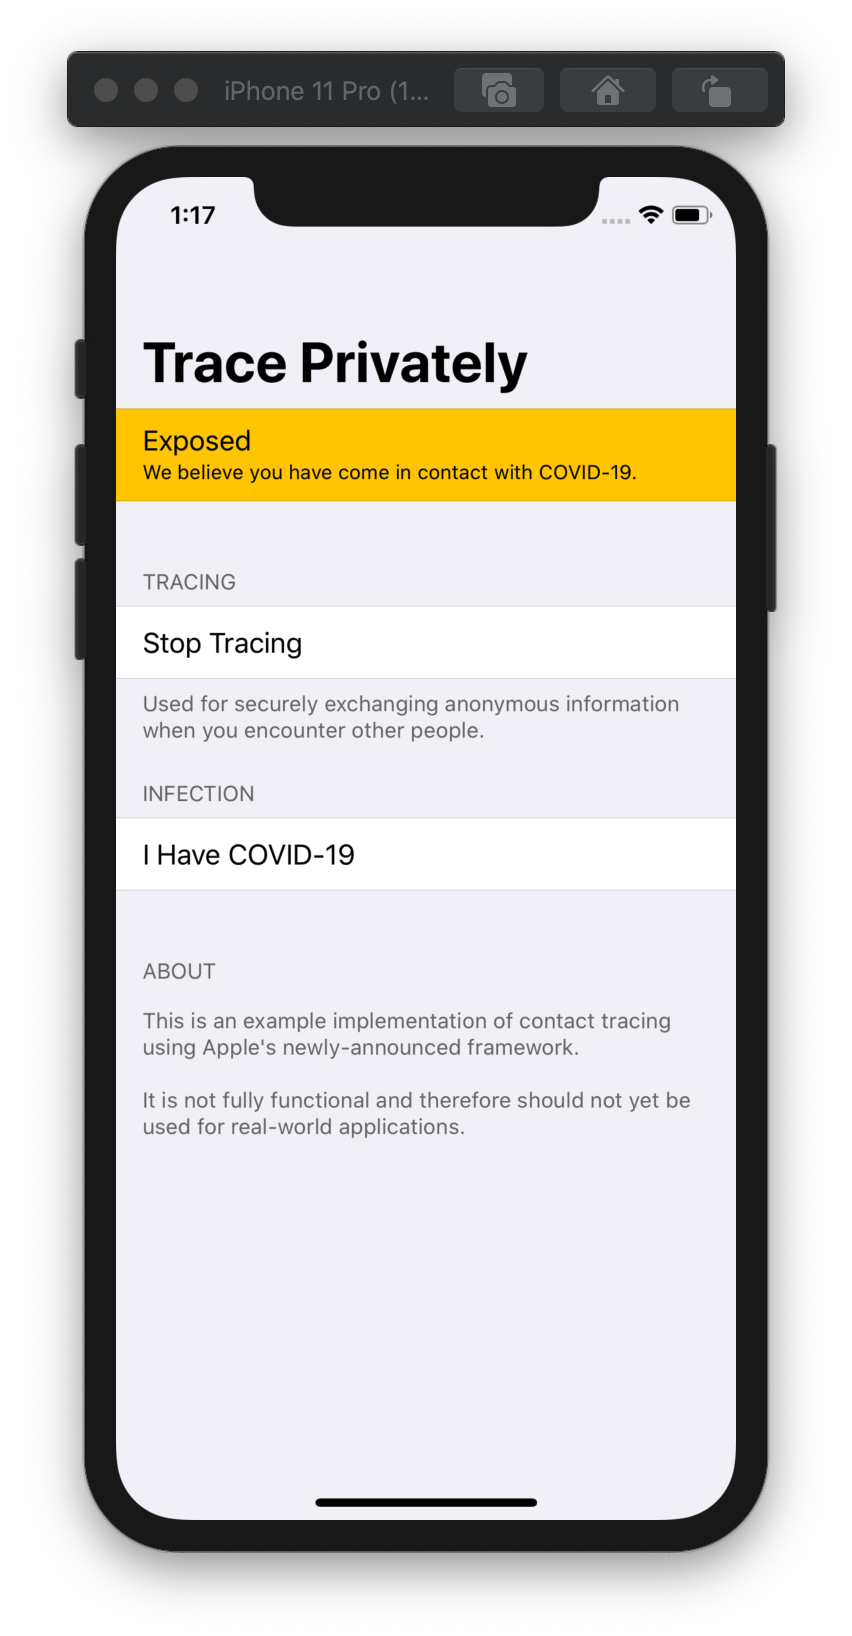 iPhone 11 Pro (1...
1:17
Trace Privately
Exposed
We believe you have come in contact with COVID-19.
TRACING
Stop Tracing
Used for securely exchanging anonymous information
when you encounter other people.
INFECTION
I Have COVID-19
ABOUT
This is an example implementation of contact tracing
using Apple's newly-announced framework.
It is not fully functional and therefore should not yet be
used for real-world applications.